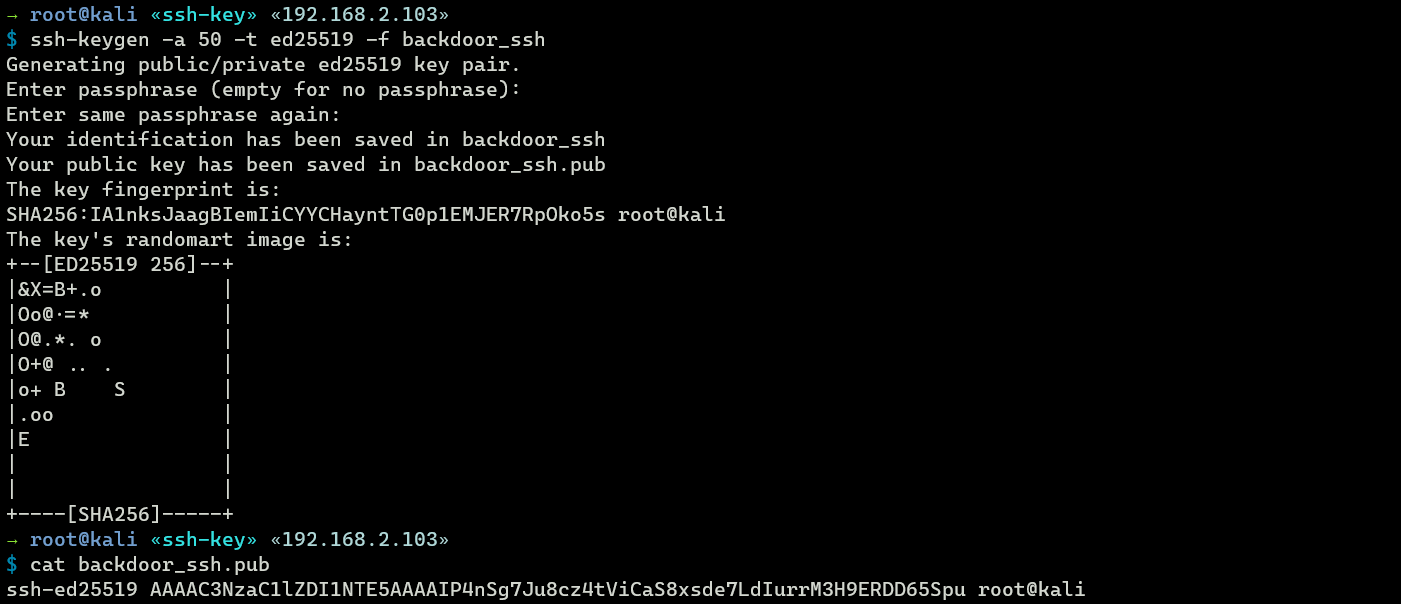 → root@kali «ssh-key» «192.168.2.103»
$ ssh-keygen -a 50 -t ed25519 -f backdoor_ssh
Generating public/private ed25519 key pair.
Enter passphrase (empty for no passphrase):
Enter same passphrase again:
Your identification has been saved in backdoor_ssh
Your public key has been saved in backdoor_ssh.pub
The key fingerprint is:
SHA256:IA1nksJaagBIemIiCYYCHayntTG0p1EMJER7RpOko5s root@kali
The key's randomart image is:
+--[ED25519 256]--+
|&X=B+.o          |
|Oo@·=*           |
|O@.*. o          |
|O+@ .. .         |
|o+ B    S        |
|.oo              |
|E                |
|                 |
|                 |
+----[SHA256]-----+
→ root@kali «ssh-key» «192.168.2.103»
$ cat backdoor_ssh.pub
ssh-ed25519 AAAAC3NzaC1lZDI1NTE5AAAAIP4nSg7Ju8cz4tViCaS8xsde7LdIurrM3H9ERDD65Spu root@kali